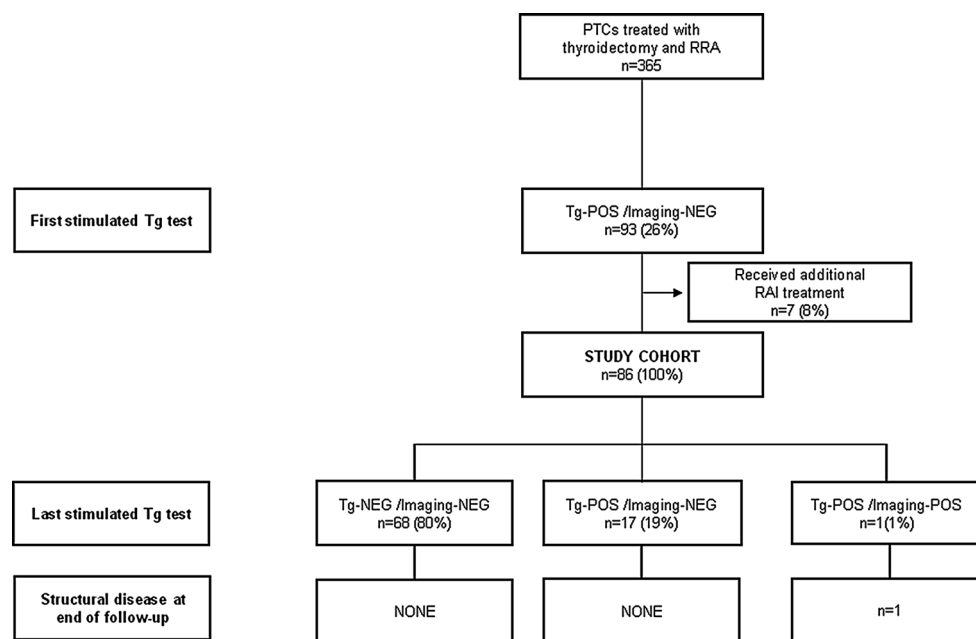 PTCs treated with
thyroidectomy and RRA
n=365
First stimulated Tg test
Tg-POS /Imaging-NEG
n=93 (26%)
Received additional
RAI treatment
n=7 (8%)
STUDY COHORT
n=86 (100%)
Last stimulated Tg test
Tg-NEG /Imaging-NEG
n=68 (80%)
Tg-POS /Imaging-NEG
n=17 (19%)
Tg-POS /Imaging-POS
n=1(1%)
Structural disease at
end of follow-up
NONE
NONE
n=1